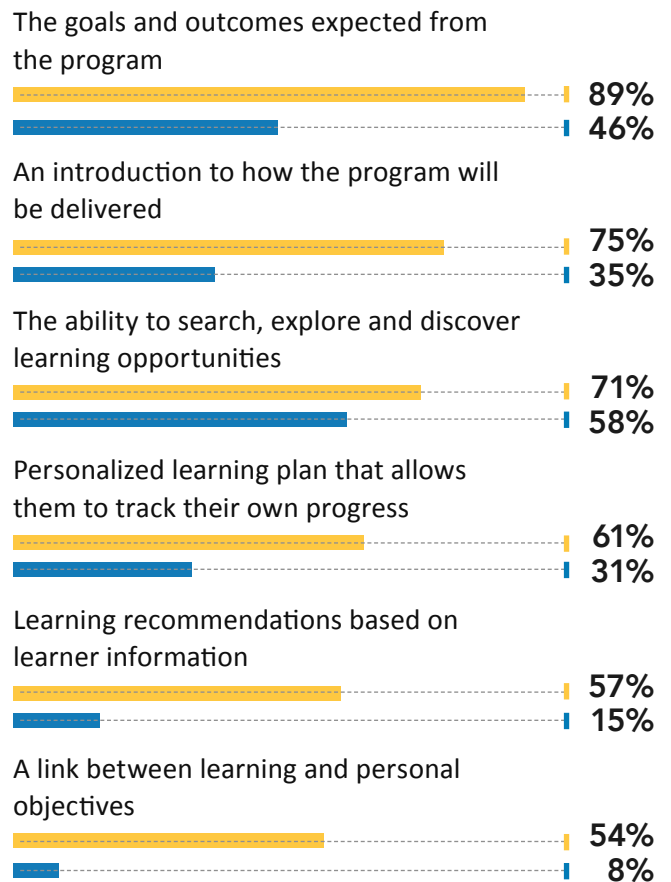 The goals and outcomes expected from
the program
89%
46%
An introduction to how the program will
be delivered
75%
35%
The ability to search, explore and discover
learning opportunities
71%
58%
Personalized learning plan that allows
them to track their own progress
61%
31%
Learning recommendations based on
learner information
57%
15%
A link between learning and personal
objectives
54%
8%